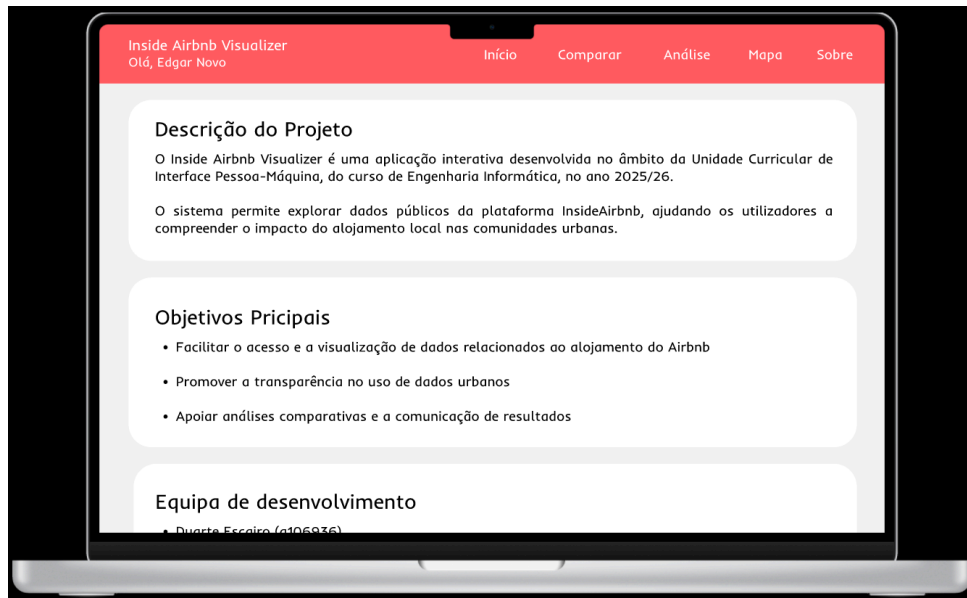 Inside Airbnb Visualizer
Olá, Edgar Novo
Início Comparar Análise Mapa Sobre
Descrição do Projeto
O Inside Airbnb Visualizer é uma aplicação interativa desenvolvida no âmbito da Unidade Curricular de
Interface Pessoa-Máquina, do curso de Engenharia Informática, no ano 2025/26.
O sistema permite explorar dados públicos da plataforma InsideAirbnb, ajudando os utilizadores a
compreender o impacto do alojamento local nas comunidades urbanas.
Objetivos Pricipais
• Facilitar o acesso e a visualização de dados relacionados ao alojamento do Airbnb
• Promover a transparência no uso de dados urbanos
• Apoiar análises comparativas e a comunicação de resultados
Equipa de desenvolvimento
• Duarte Escairo (a106936)